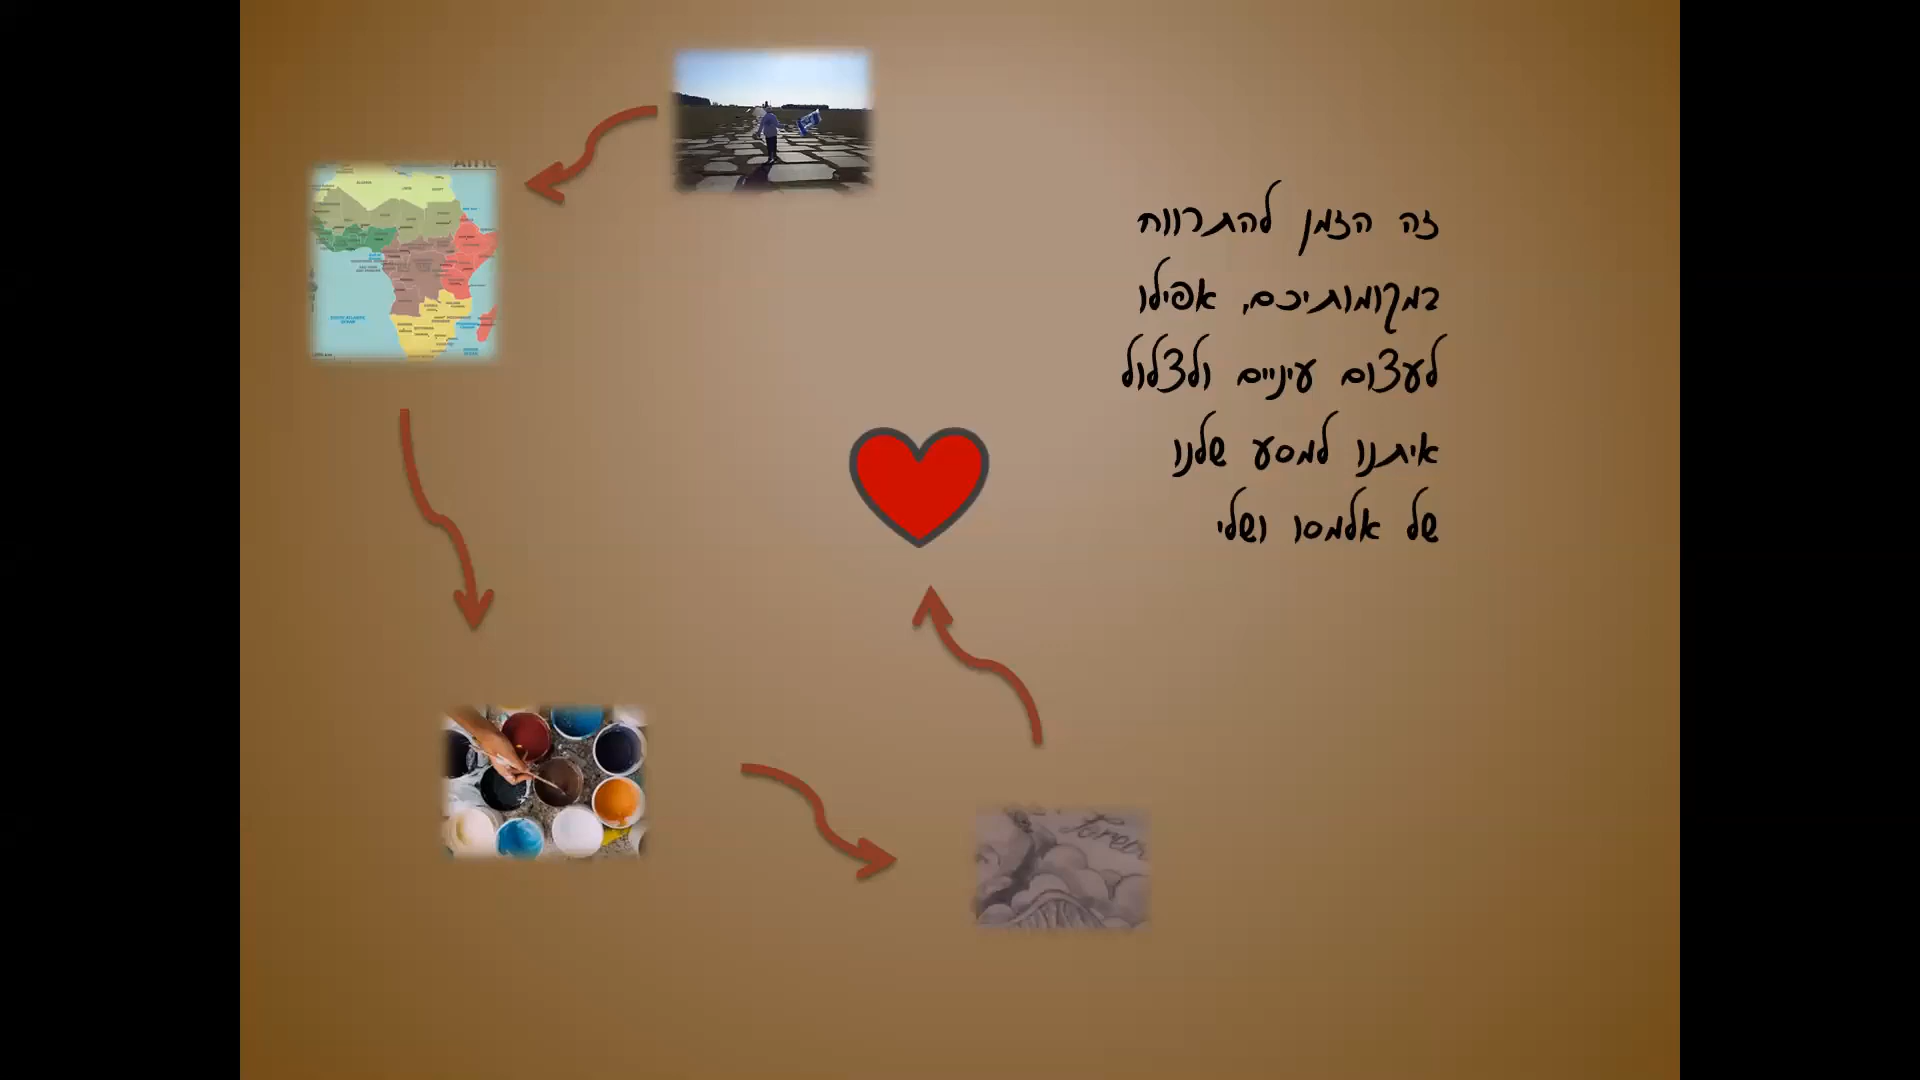 זה הזמן להתרווח
במקומותיכם, אפילו
לעצום עיניים ולצלול
איתנו למסע שלנו
של אלמסו ושלי